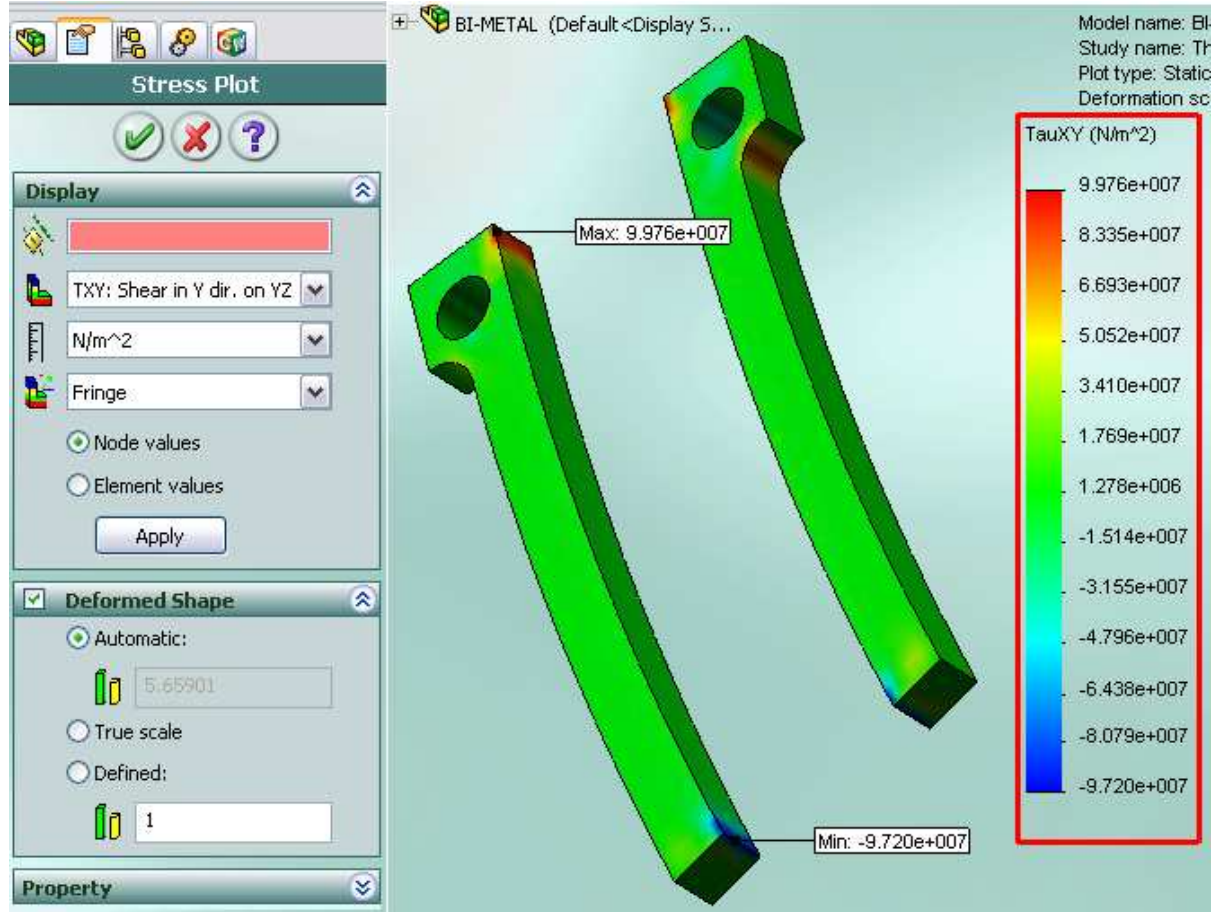 Stress Plot
Display
TXY: Shear in Y dir. on YZ
N/m^2
Fringe
Node values
Element values
Apply
Deformed Shape
Automatic:
5.65901
True scale
Defined:
1
Property
BI-METAL (Default<Display S...
Max: 9.976e+007
Min: -9.720e+007
Model name: BI-
Study name: Th
Plot type: Static
Deformation sc
TauXY (N/m^2)
9.976e+007
8.335e+007
6.693e+007
5.052e+007
3.410e+007
1.769e+007
1.278e+006
-1.514e+007
-3.155e+007
-4.796e+007
-6.438e+007
-8.079e+007
-9.720e+007